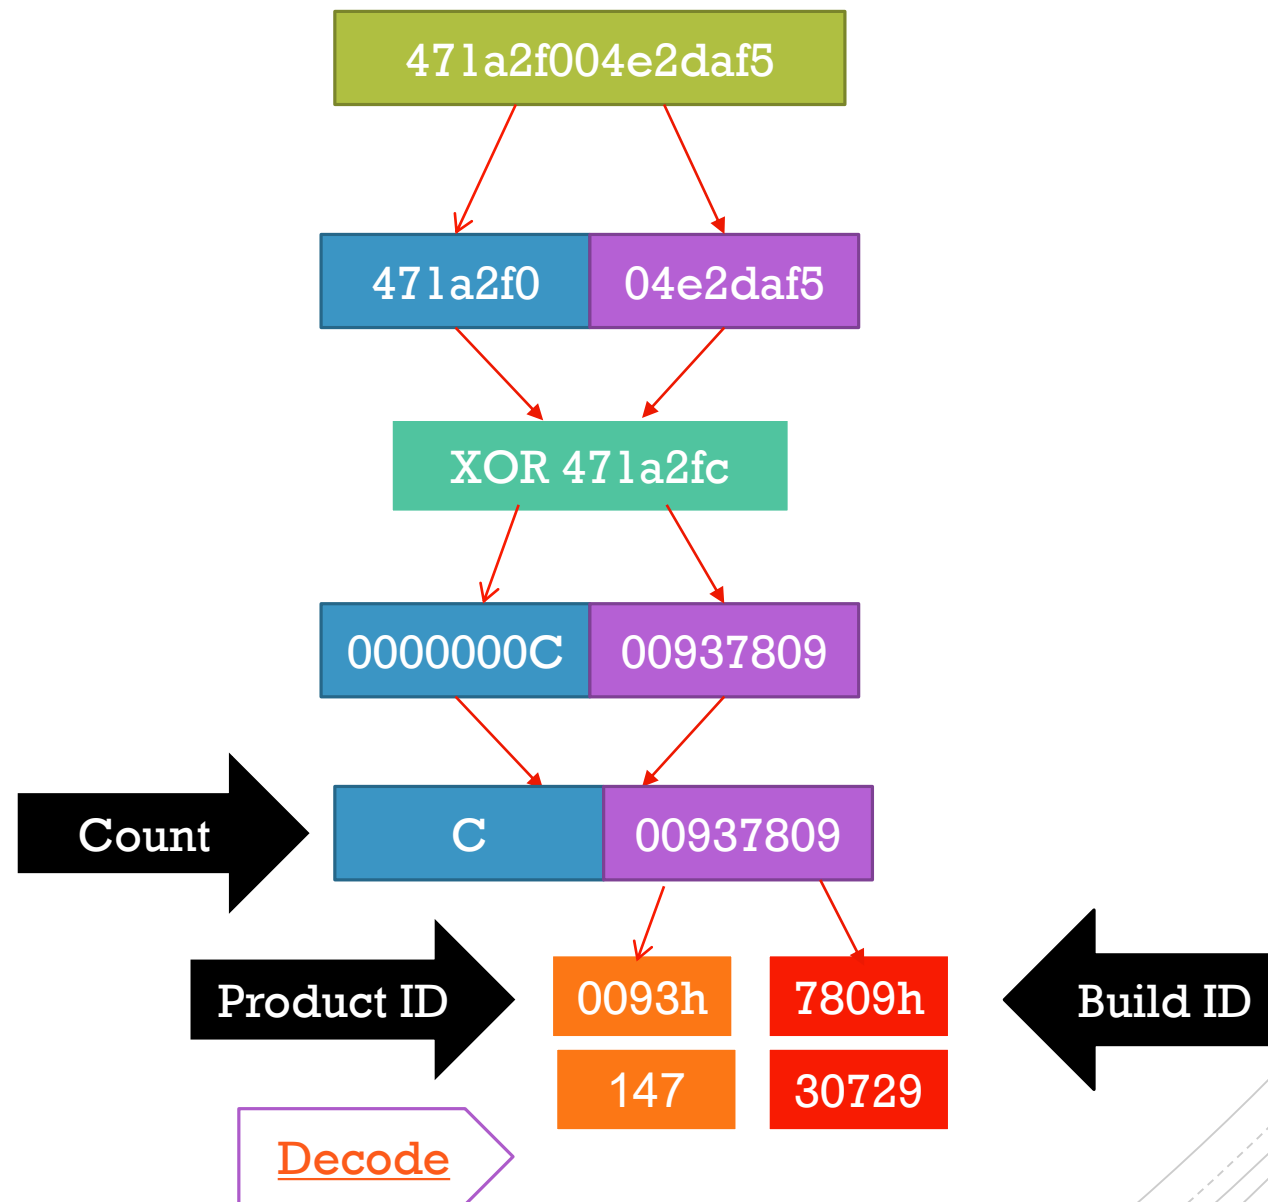 471a2f004e2daf5
471a2f0 04e2daf5
XOR 471a2fc
0000000C 00937809
Count C 00937809
Product ID 0093h 7809h Build ID
147 30729
Decode